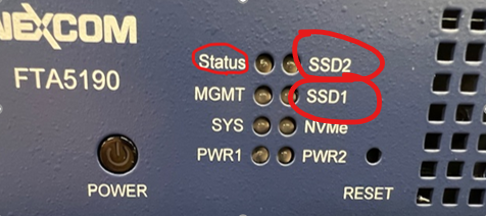 NEXCOM
FTA5190
Status SSD2
MGMT SSD1
SYS NVMe
PWR1 PWR2
POWER
RESET